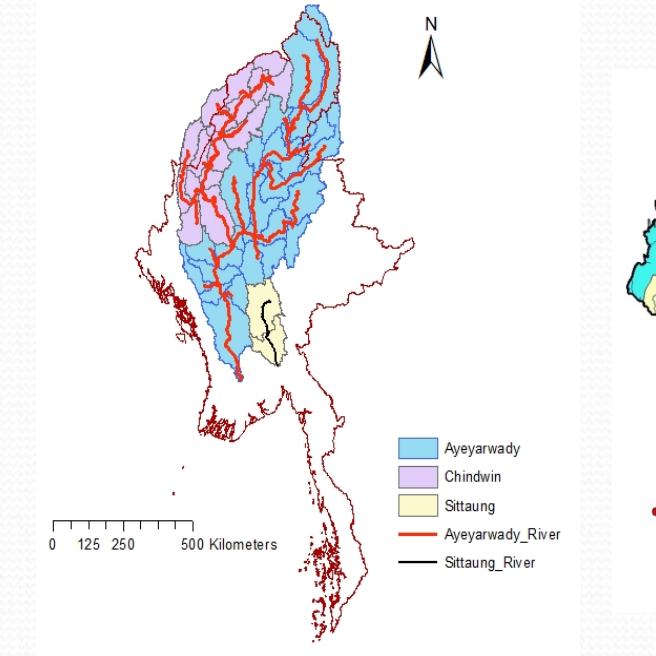 N
Ayeyarwady
Chindwin
Sittaung
Ayeyarwady_River
Sittaung_River
0 125 250 500 Kilometers